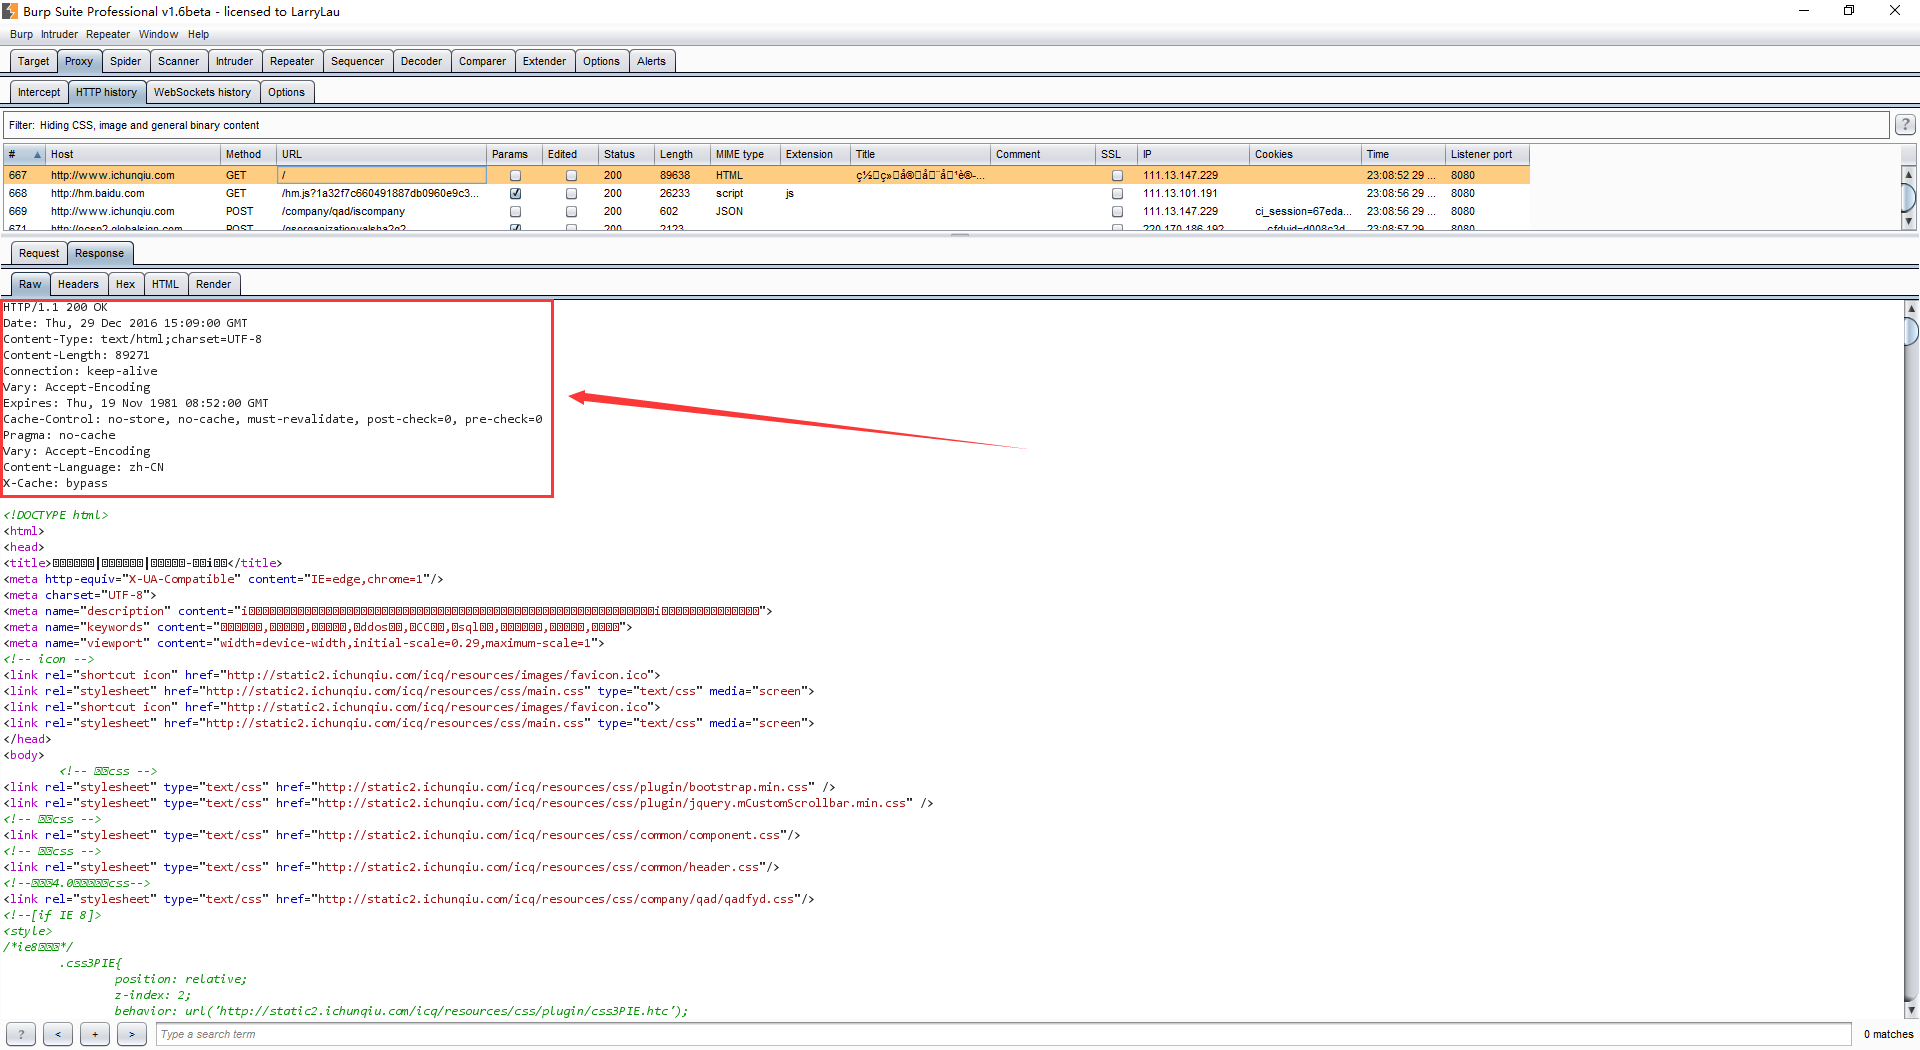 Burp Suite Professional v1.6beta - licensed to LarryLau
Burp Intruder Repeater Window Help
Target Proxy Spider Scanner Intruder Repeater Sequencer Decoder Comparer Extender Options Alerts
Intercept HTTP history WebSockets history Options
Filter: Hiding CSS, image and general binary content
?
# Host Method URL Params Edited Status Length MIME type Extension Title Comment SSL IP Cookies Time Listener port
667 http://www.ichunqiu.com GET / 200 89638 HTML 111.13.147.229 23:08:52 29 ... 8080
668 http://hm.baidu.com GET /hm.js?1a32f7c660491887db0960e9c3... 200 26233 script js 111.13.101.191 23:08:56 29 ... 8080
669 http://www.ichunqiu.com POST /company/qad/iscompany 200 602 JSON 111.13.147.229 ci_session=67eda... 23:08:56 29 ... 8080
671 http://ocsp2.globalsign.com POST /gsorganizationvalsha2g2 200 2123 220.170.186.192 23:08:57 29 8080
Request Response
Raw Headers Hex HTML Render
HTTP/1.1 200 OK
Date: Thu, 29 Dec 2016 15:09:00 GMT
Content-Type: text/html;charset=UTF-8
Content-Length: 89271
Connection: keep-alive
Vary: Accept-Encoding
Expires: Thu, 19 Nov 1981 08:52:00 GMT
Cache-Control: no-store, no-cache, must-revalidate, post-check=0, pre-check=0
Pragma: no-cache
Vary: Accept-Encoding
Content-Language: zh-CN
X-Cache: bypass
<!DOCTYPE html>
<html>
<head>
<title> | | - i</title>
<meta http-equiv="X-UA-Compatible" content="IE=edge,chrome=1"/>
<meta charset="UTF-8">
<meta name="description" content="i i">
<meta name="keywords" content=" , , , ddos , CC , sql , , , ">
<meta name="viewport" content="width=device-width,initial-scale=0.29,maximum-scale=1">
<!-- icon -->
<link rel="shortcut icon" href="http://static2.ichunqiu.com/icq/resources/images/favicon.ico">
<link rel="stylesheet" href="http://static2.ichunqiu.com/icq/resources/css/main.css" type="text/css" media="screen">
<link rel="shortcut icon" href="http://static2.ichunqiu.com/icq/resources/images/favicon.ico">
<link rel="stylesheet" href="http://static2.ichunqiu.com/icq/resources/css/main.css" type="text/css" media="screen">
</head>
<body>
<!-- css -->
<link rel="stylesheet" type="text/css" href="http://static2.ichunqiu.com/icq/resources/css/plugin/bootstrap.min.css" />
<link rel="stylesheet" type="text/css" href="http://static2.ichunqiu.com/icq/resources/css/plugin/jquery.mCustomScrollbar.min.css" />
<!-- css -->
<link rel="stylesheet" type="text/css" href="http://static2.ichunqiu.com/icq/resources/css/common/component.css"/>
<!-- css -->
<link rel="stylesheet" type="text/css" href="http://static2.ichunqiu.com/icq/resources/css/common/header.css"/>
<!-- 4.0 css-->
<link rel="stylesheet" type="text/css" href="http://static2.ichunqiu.com/icq/resources/css/company/qad/qadfyd.css"/>
<!--[if IE 8]>
<style>
/*ie8 */
.css3PIE{
position: relative;
z-index: 2;
behavior: url('http://static2.ichunqiu.com/icq/resources/css/plugin/css3PIE.htc');
? < + > Type a search term 0 matches